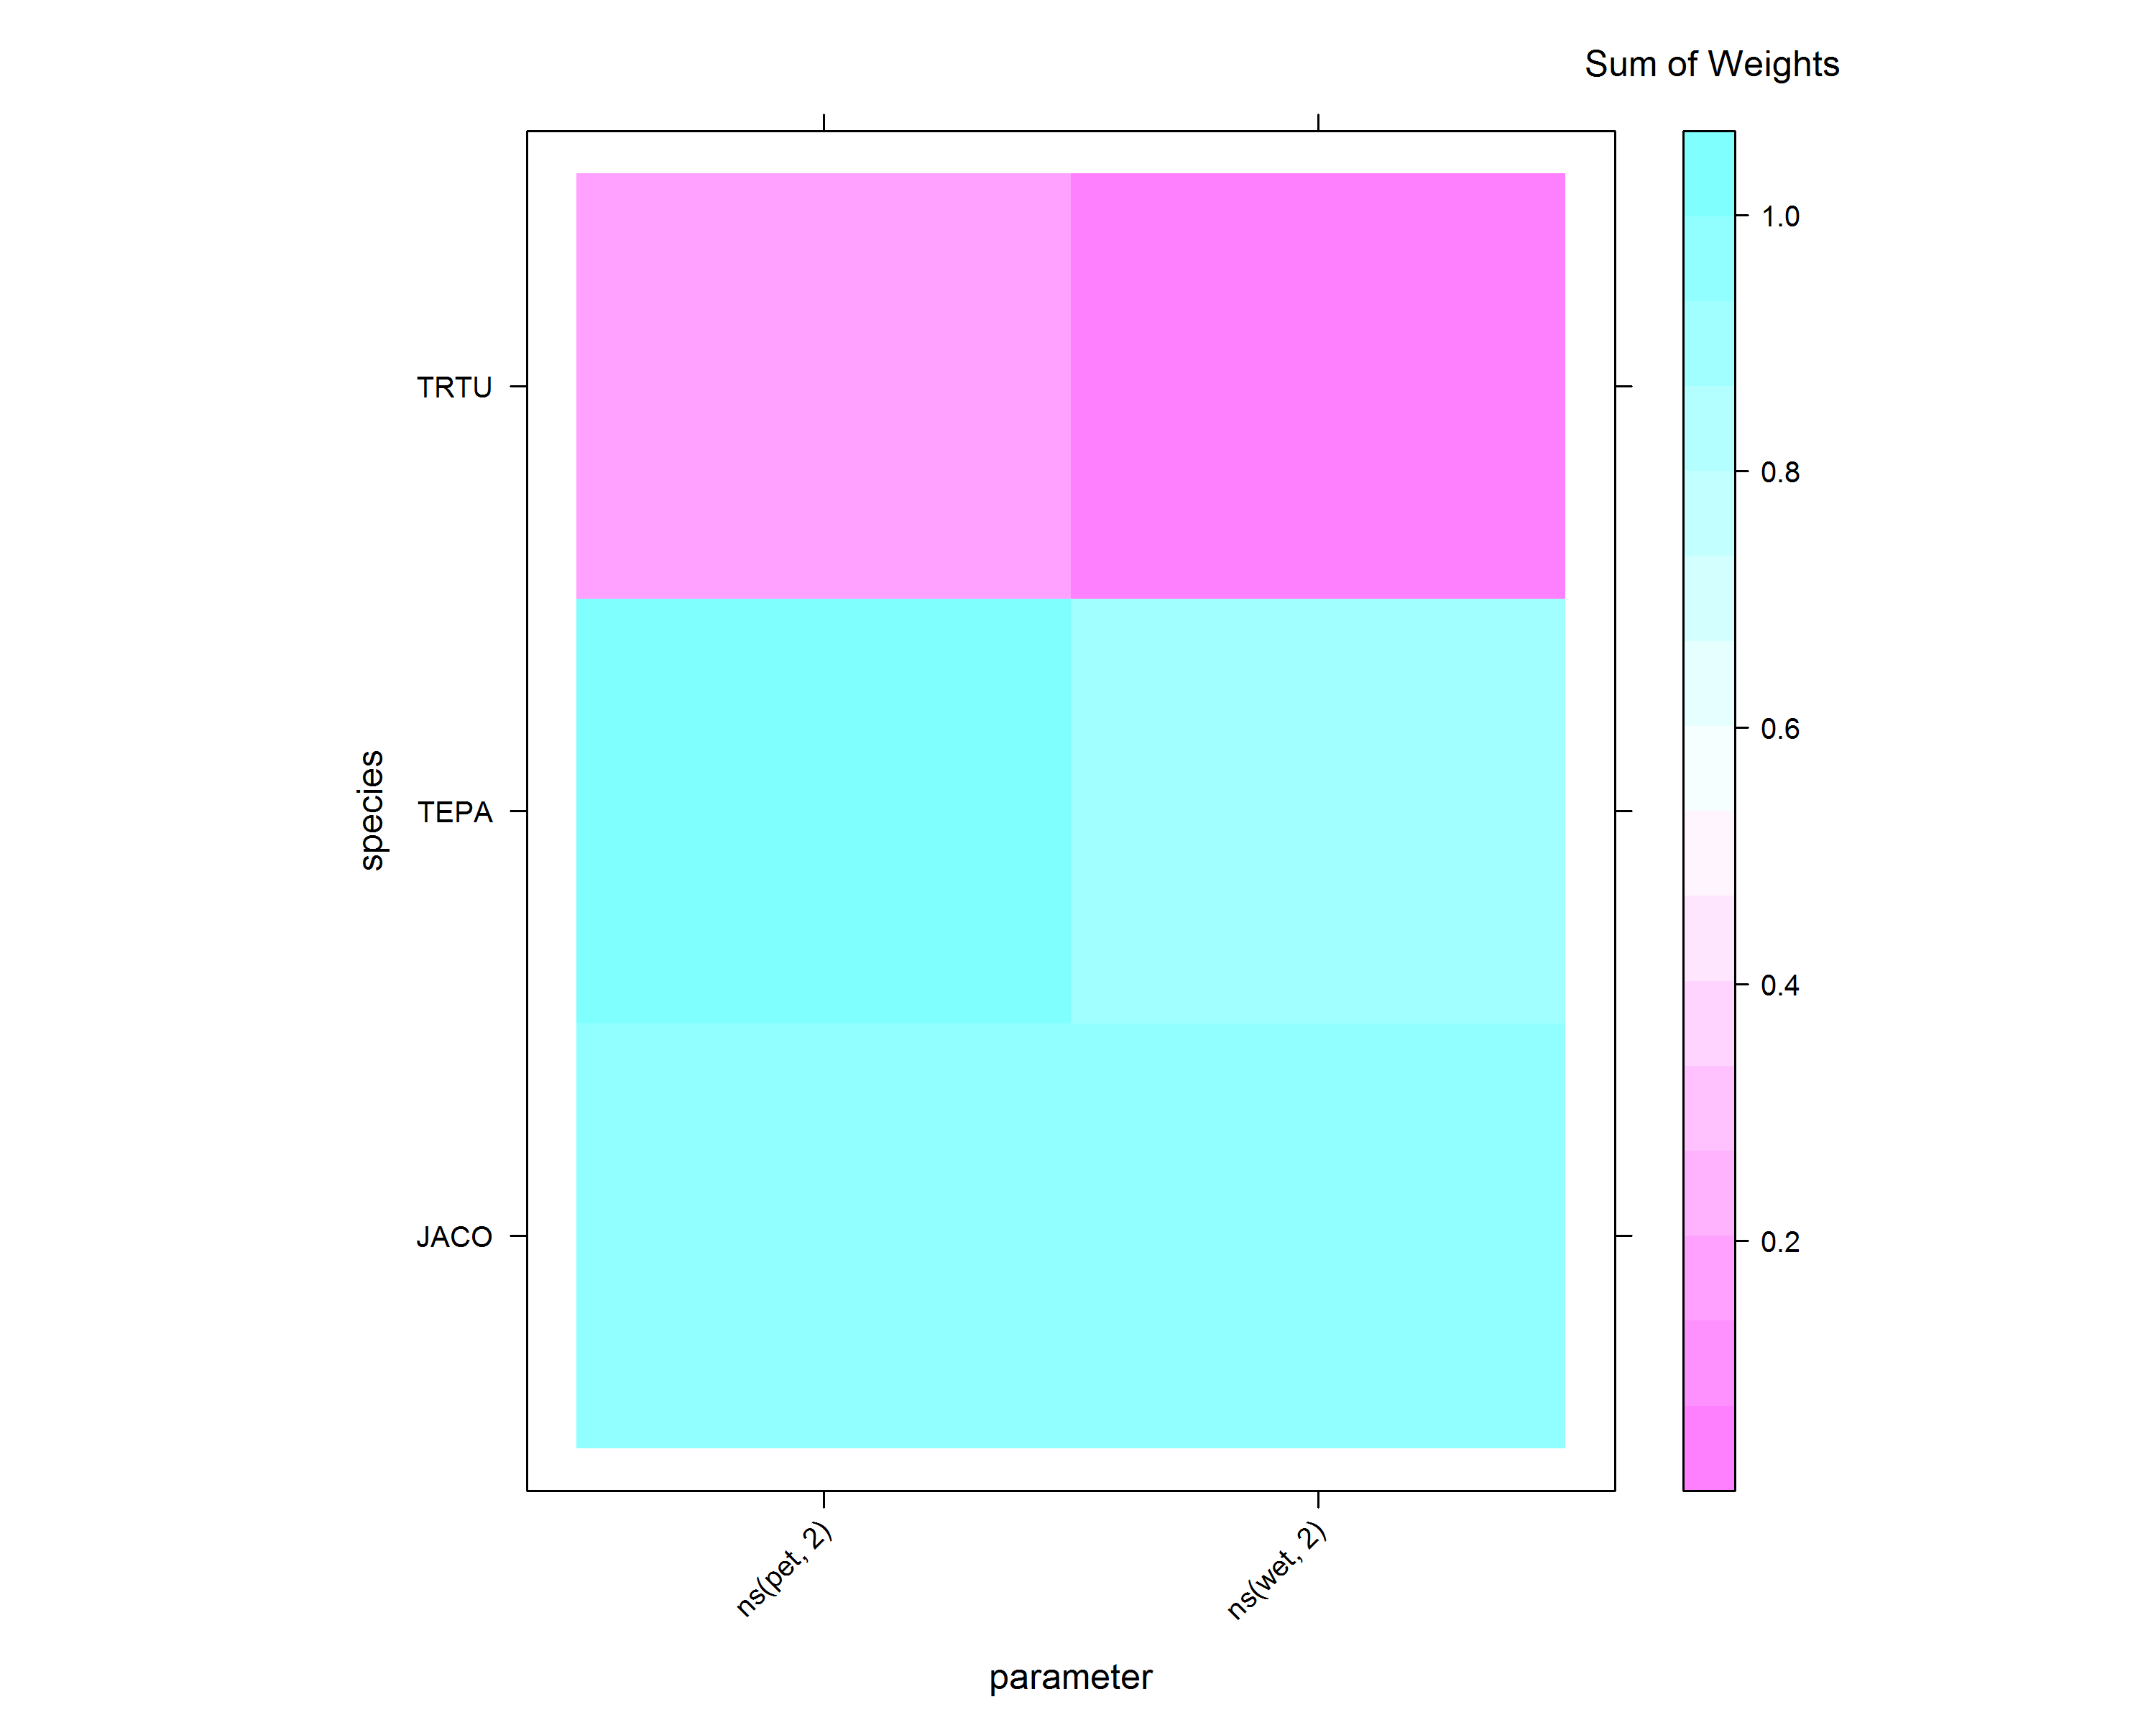 Sum of Weights
1.0
0.8
0.6
0.4
0.2
species
TRTU
TEPA
JACO
ns(pet, 2)
ns(wet, 2)
parameter